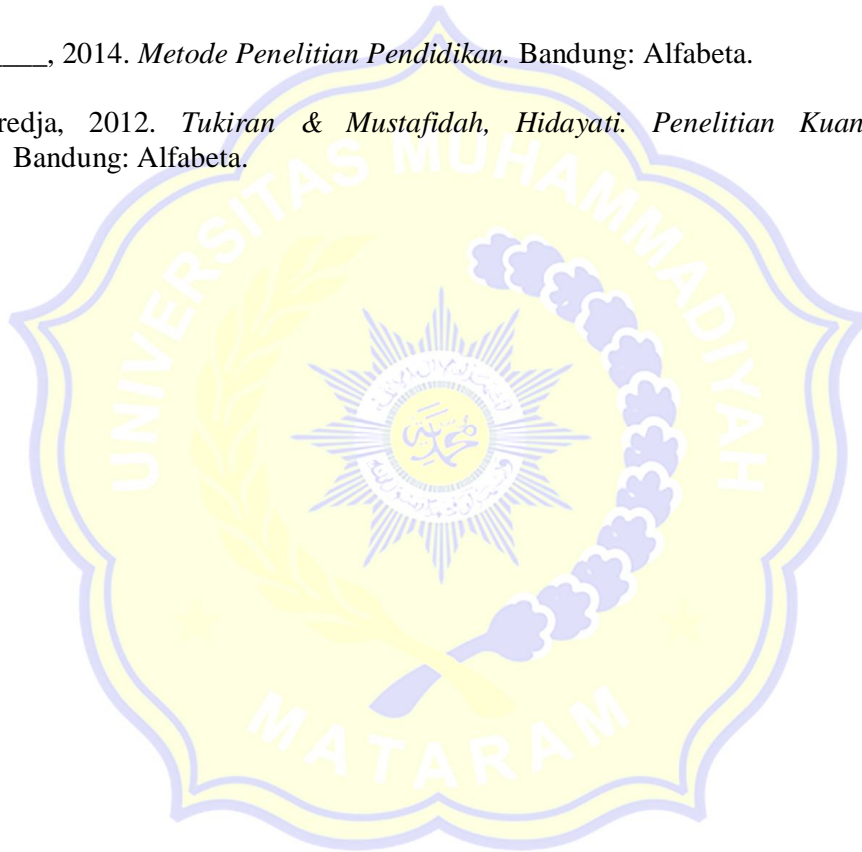 ____, 2014. Metode Penelitian Pendidikan. Bandung: Alfabeta.
redja, 2012. Tukiran & Mustafidah, Hidayati. Penelitian Kuan
Bandung: Alfabeta.
UNIVERSITAS MUHAMMADIYAH
MATARAM